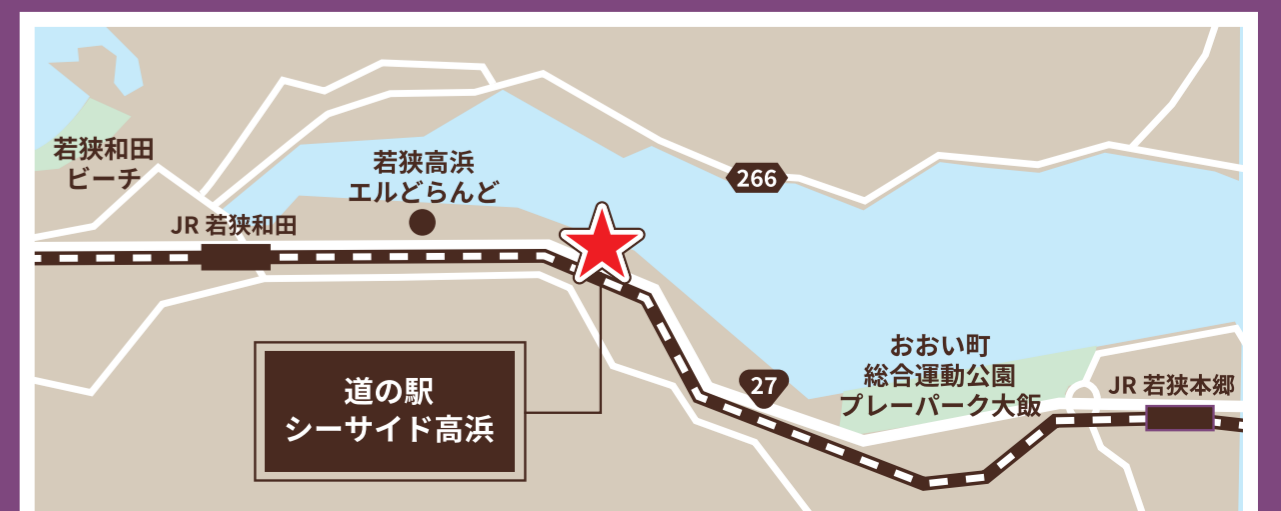 若狭和田
ビーチ
JR 若狭和田
若狭高浜
エルどらんど
266
道の駅
シーサイド高浜
27
おおい町
総合運動公園
プレーパーク大飯
JR 若狭本郷